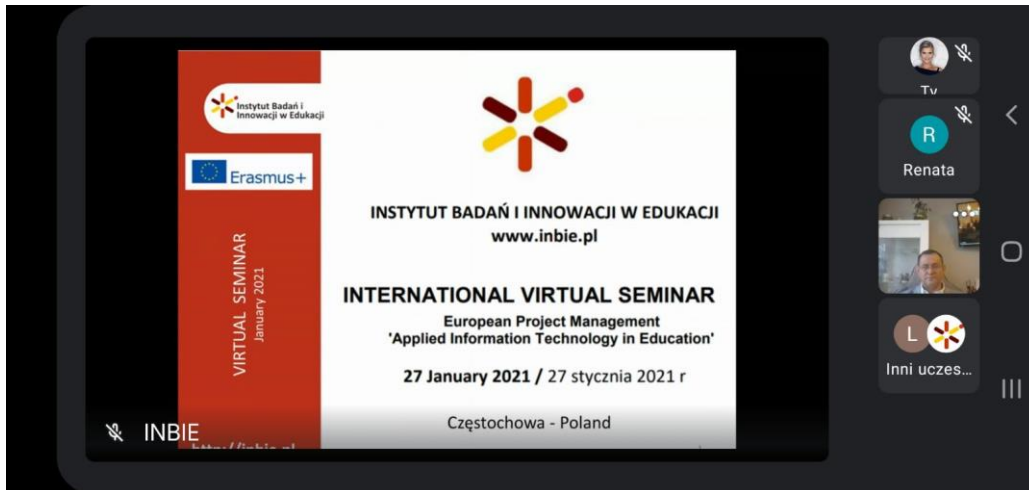 Instytut Badań i
Innowacji w Edukacji
Erasmus+
VIRTUAL SEMINAR
January 2021
INSTYTUT BADAŃ I INNOWACJI W EDUKACJI
www.inbie.pl
INTERNATIONAL VIRTUAL SEMINAR
European Project Management
'Applied Information Technology in Education'
27 January 2021 / 27 stycznia 2021 r
Częstochowa - Poland
INBIE
Ty
R
Renata
L
Inni uczes...